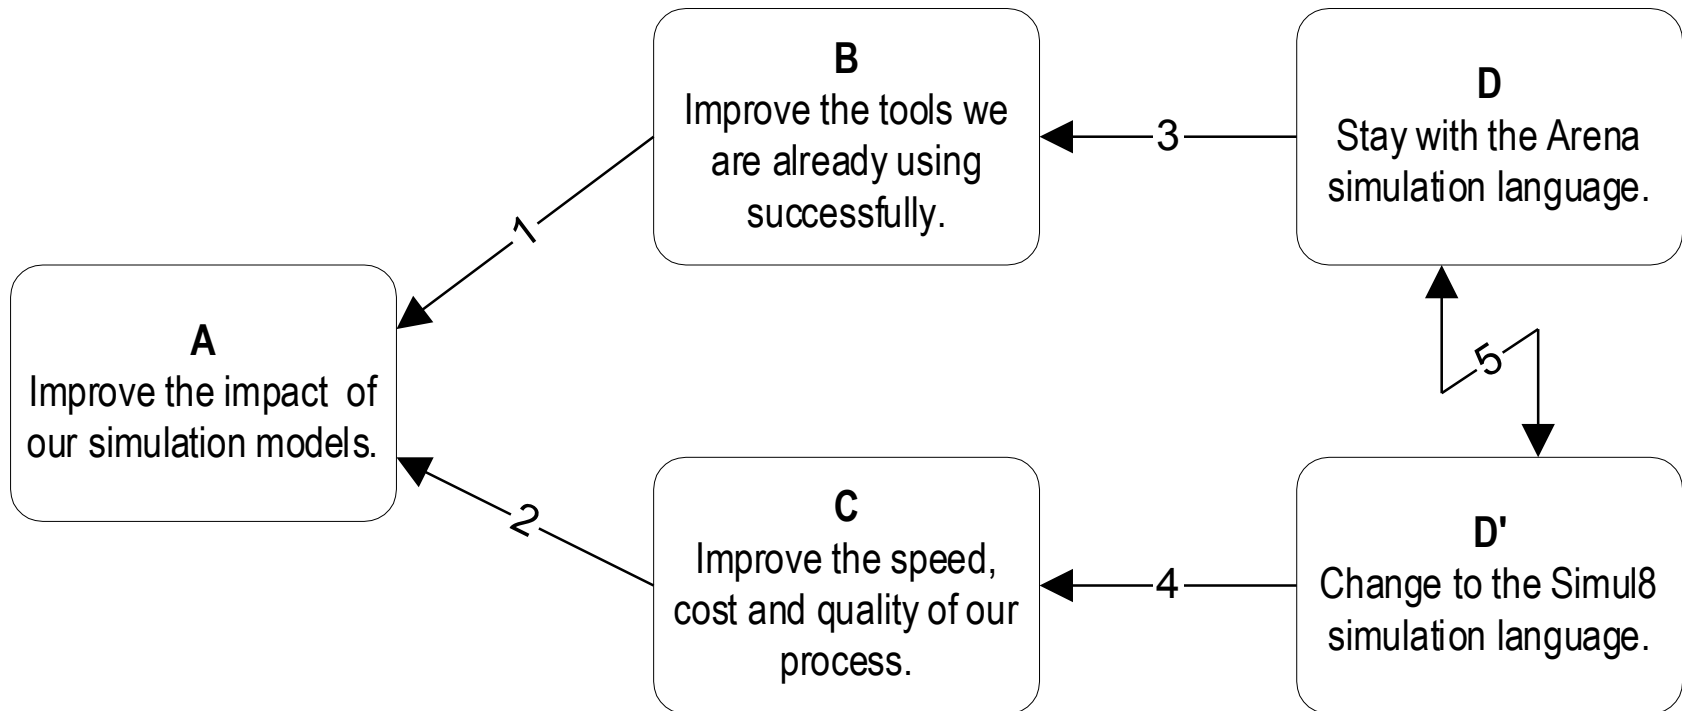 B
Improve the tools we
are already using
successfully.
D
Stay with the Arena
simulation language.
3
1
A
Improve the impact of
our simulation models.
5
2
C
Improve the speed,
cost and quality of our
process.
4
D'
Change to the Simul8
simulation language.